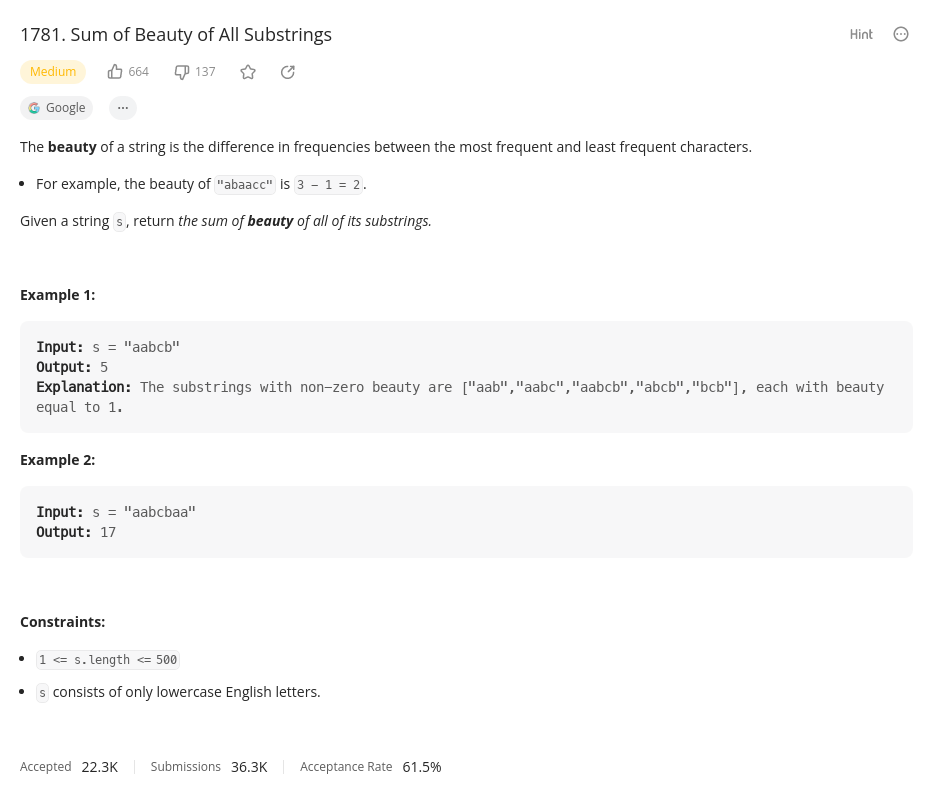 1781. Sum of Beauty of All Substrings
Hint
Medium
664
137
Google
...
The beauty of a string is the difference in frequencies between the most frequent and least frequent characters.
• For example, the beauty of "abaacc" is 3 - 1 = 2.
Given a string s, return the sum of beauty of all of its substrings.
Example 1:
Input: s = "aabcb"
Output: 5
Explanation: The substrings with non-zero beauty are ["aab","aabc","aabcb","abcb","bcb"], each with beauty
equal to 1.
Example 2:
Input: s = "aabcbaa"
Output: 17
Constraints:
• 1 <= s.length <= 500
• s consists of only lowercase English letters.
Accepted 22.3K Submissions 36.3K Acceptance Rate 61.5%